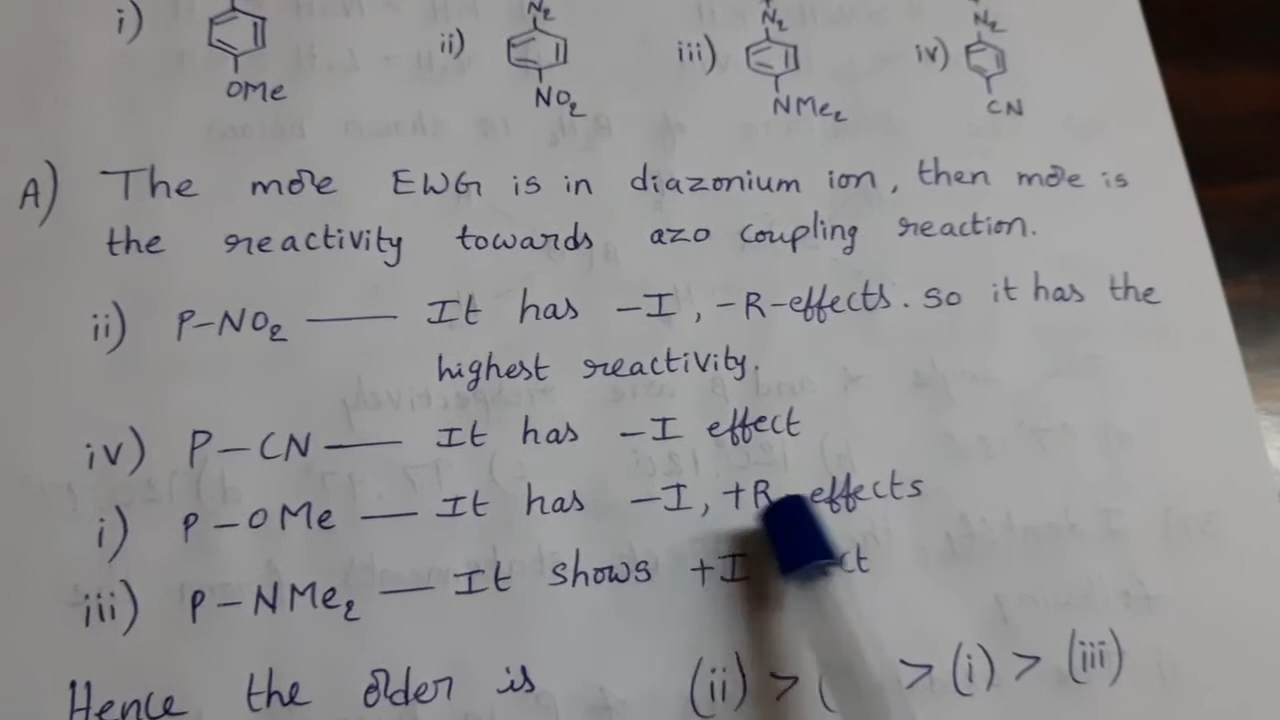 i) OMe ii) N₂ NO₂ iii) N₂ NMe₂ iv) N₂ CN
A) The more EWG is in diazonium ion, then more is
the reactivity towards azo coupling reaction.
ii) P-NO₂ — It has -I, -R-effects. so it has the
highest reactivity.
iv) P-CN — It has -I effect
i) P-OMe — It has -I, +R effects
iii) P-NMe₂ — It shows +I
Hence the order is (ii) > ( > (i) > (iii)